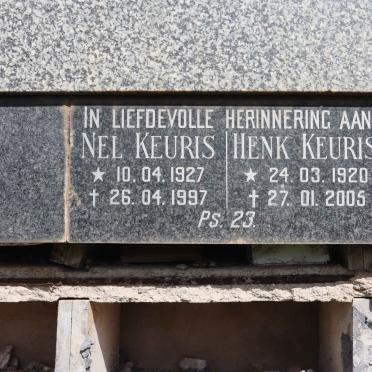 IN LIEFDEVOLLE HERINNERING AAN
NEL KEURIS HENK KEURIS
★ 10. 04. 1927 ★ 24. 03. 1920
✝ 26. 04. 1997 ✝ 27. 01. 2005
Ps. 23.